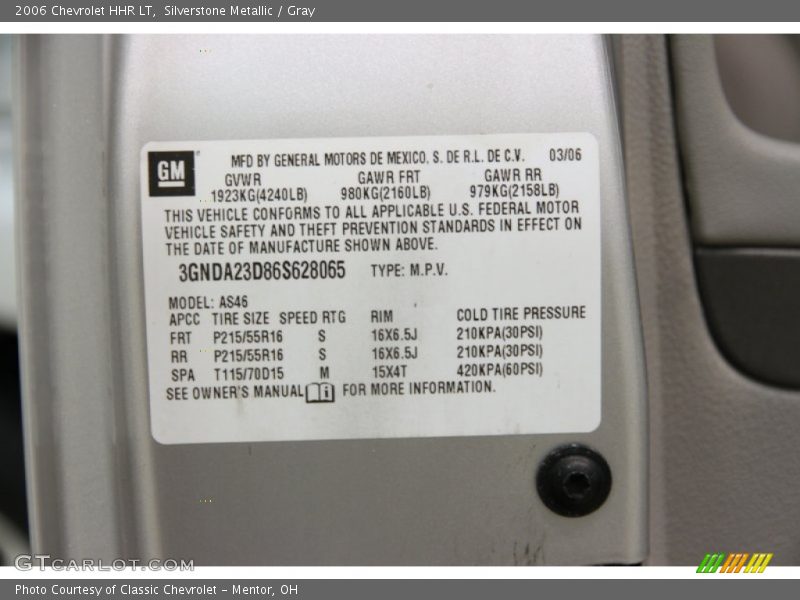 2006 Chevrolet HHR LT, Silverstone Metallic / Gray
GM
MFD BY GENERAL MOTORS DE MEXICO. S. DE R.L. DE C.V. 03/06
GVWR GAWR FRT GAWR RR
1923KG(4240LB) 980KG(2160LB) 979KG(2158LB)
THIS VEHICLE CONFORMS TO ALL APPLICABLE U.S. FEDERAL MOTOR
VEHICLE SAFETY AND THEFT PREVENTION STANDARDS IN EFFECT ON
THE DATE OF MANUFACTURE SHOWN ABOVE.
3GNDA23D86S628065 TYPE: M.P.V.
MODEL: AS46
APCC TIRE SIZE SPEED RTG RIM COLD TIRE PRESSURE
FRT P215/55R16 S 16X6.5J 210KPA(30PSI)
RR P215/55R16 S 16X6.5J 210KPA(30PSI)
SPA T115/70D15 M 15X4T 420KPA(60PSI)
SEE OWNER'S MANUAL i FOR MORE INFORMATION.
GTCARLOT.COM
Photo Courtesy of Classic Chevrolet - Mentor, OH